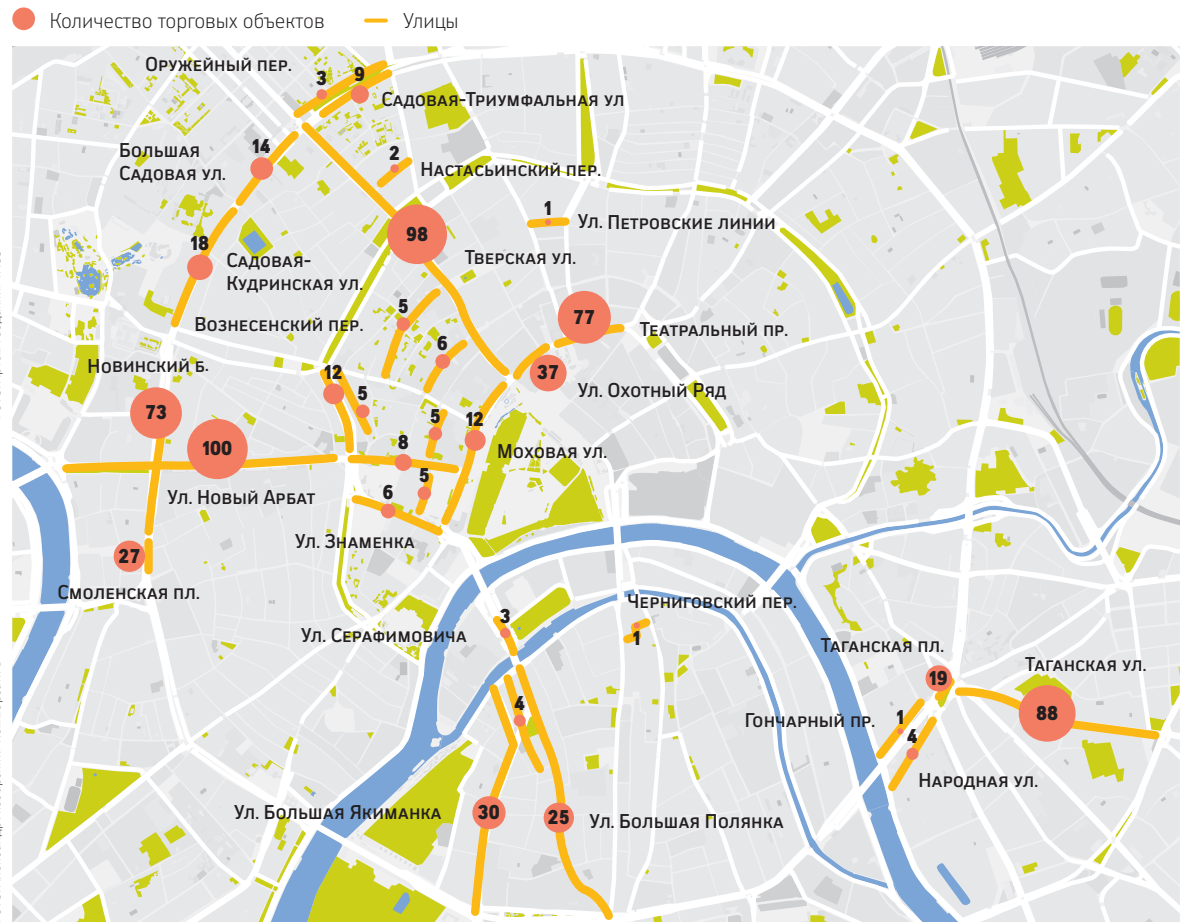 Количество торговых объектов
Улицы
Оружейный пер.
3
9
Садовая-Триумфальная ул
14
Большая
Садовая ул.
2
Настасьинский пер.
1
Ул. Петровские линии
98
18
Садовая-
Кудринская ул.
Тверская ул.
77
5
Вознесенский пер.
Театральный пр.
6
Новинский б.
12
37
Ул. Охотный Ряд
5
73
5
12
100
8
Моховая ул.
Ул. Новый Арбат
6
5
Ул. Знаменка
27
Смоленская пл.
Черниговский пер.
3
Ул. Серафимовича
1
Таганская пл.
Таганская ул.
19
4
88
Гончарный пр.
1
4
Народная ул.
Ул. Большая Якиманка
30
25
Ул. Большая Полянка